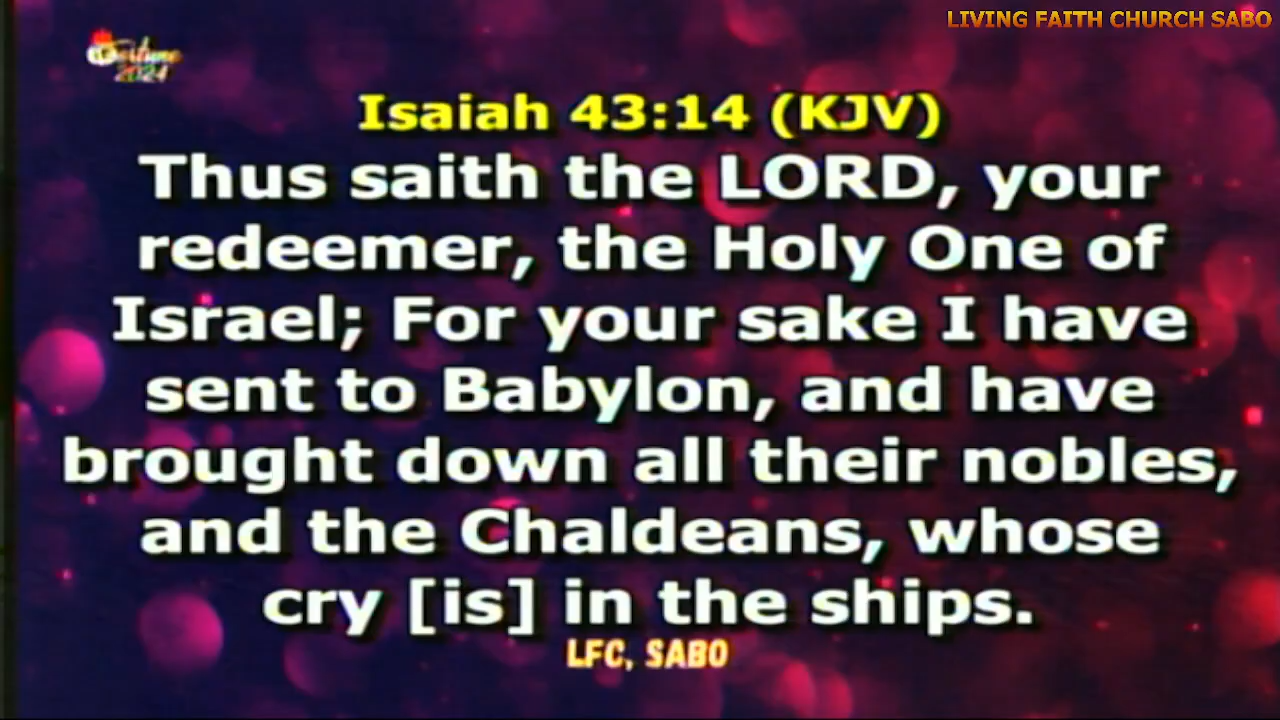 LIVING FAITH CHURCH SABO
2024
Isaiah 43:14 (KJV)
Thus saith the LORD, your
redeemer, the Holy One of
Israel; For your sake I have
sent to Babylon, and have
brought down all their nobles,
and the Chaldeans, whose
cry [is] in the ships.
LFC, SABO